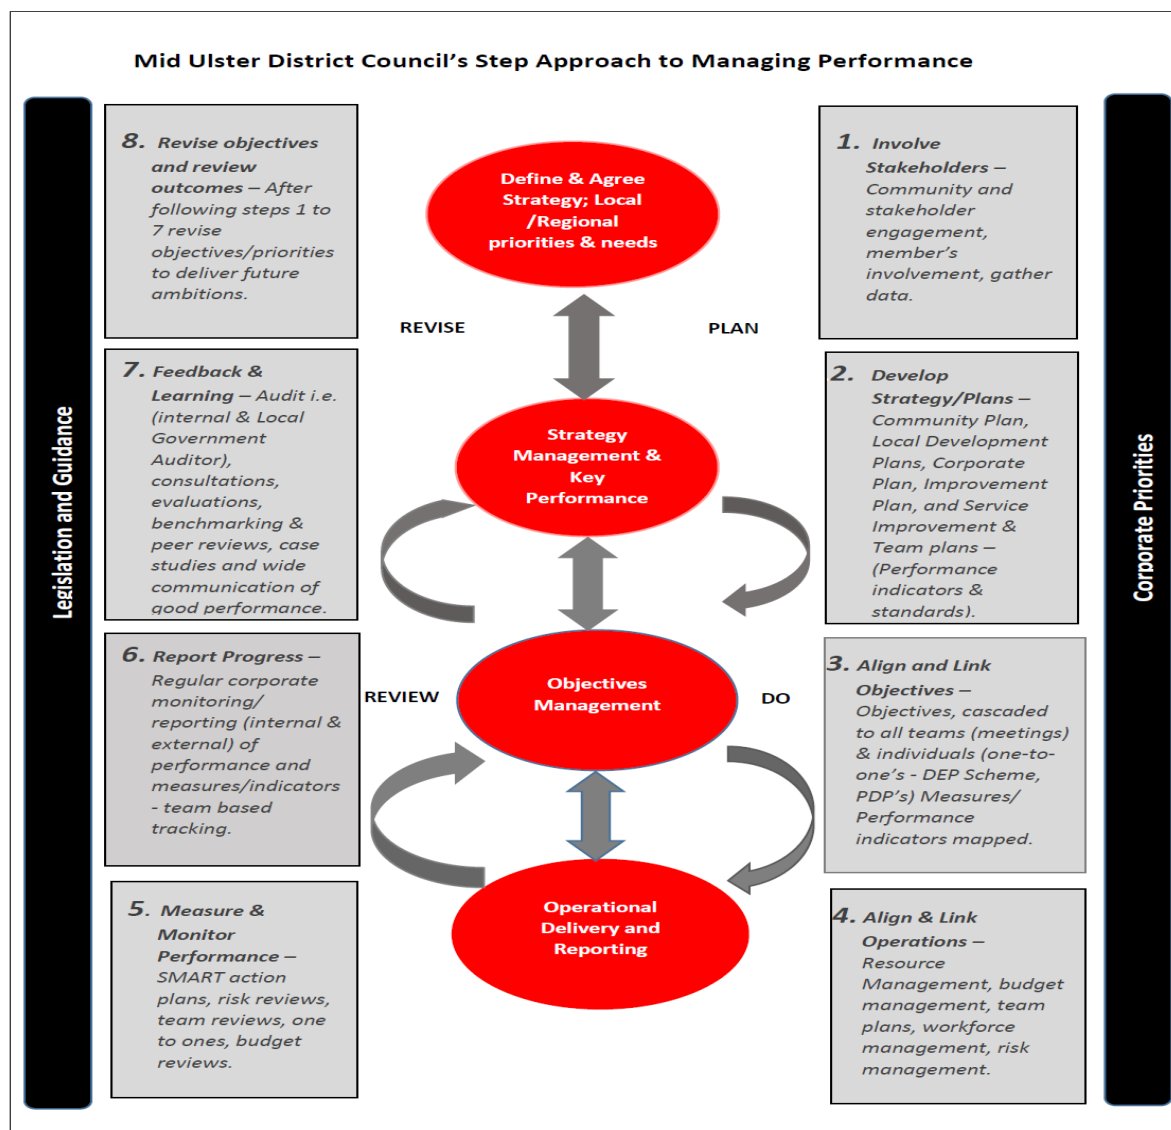 Mid Ulster District Council's Step Approach to Managing Performance
Legislation and Guidance
8. Revise objectives
and review
outcomes – After
following steps 1 to
7 revise
objectives/priorities
to deliver future
ambitions.
7. Feedback &
Learning – Audit i.e.
(internal & Local
Government
Auditor),
consultations,
evaluations,
benchmarking &
peer reviews, case
studies and wide
communication of
good performance.
6. Report Progress –
Regular corporate
monitoring/
reporting (internal &
external) of
performance and
measures/indicators
- team based
tracking.
5. Measure &
Monitor
Performance –
SMART action
plans, risk reviews,
team reviews, one
to ones, budget
reviews.
Define & Agree
Strategy; Local
/Regional
priorities & needs
REVISE
PLAN
Strategy
Management &
Key
Performance
REVIEW
Objectives
Management
DO
Operational
Delivery and
Reporting
1. Involve
Stakeholders –
Community and
stakeholder
engagement,
member's
involvement, gather
data.
2. Develop
Strategy/Plans –
Community Plan,
Local Development
Plans, Corporate
Plan, Improvement
Plan, and Service
Improvement &
Team plans –
(Performance
indicators &
standards).
3. Align and Link
Objectives –
Objectives, cascaded
to all teams (meetings)
& individuals (one-to-
one's - DEP Scheme,
PDP's) Measures/
Performance
indicators mapped.
4. Align & Link
Operations –
Resource
Management, budget
management, team
plans, workforce
management, risk
management.
Corporate Priorities